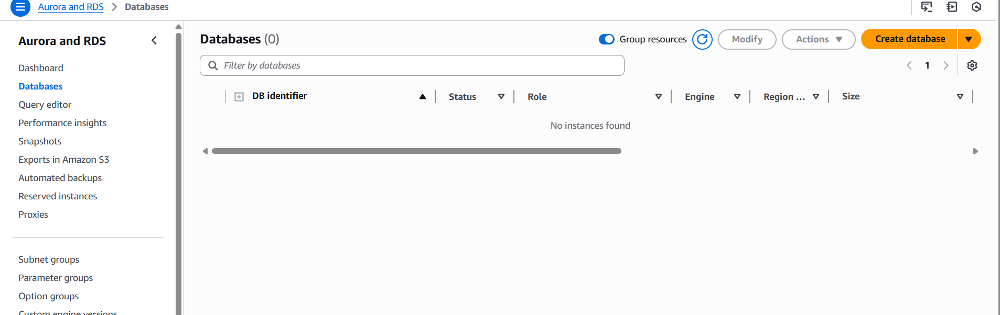 Aurora and RDS > Databases
Aurora and RDS
Dashboard
Databases
Query editor
Performance insights
Snapshots
Exports in Amazon S3
Automated backups
Reserved instances
Proxies
Subnet groups
Parameter groups
Option groups
Custom engine versions
Databases (0)
Group resources
Modify
Actions
Create database
Filter by databases
1
DB identifier
Status
Role
Engine
Region ...
Size
No instances found